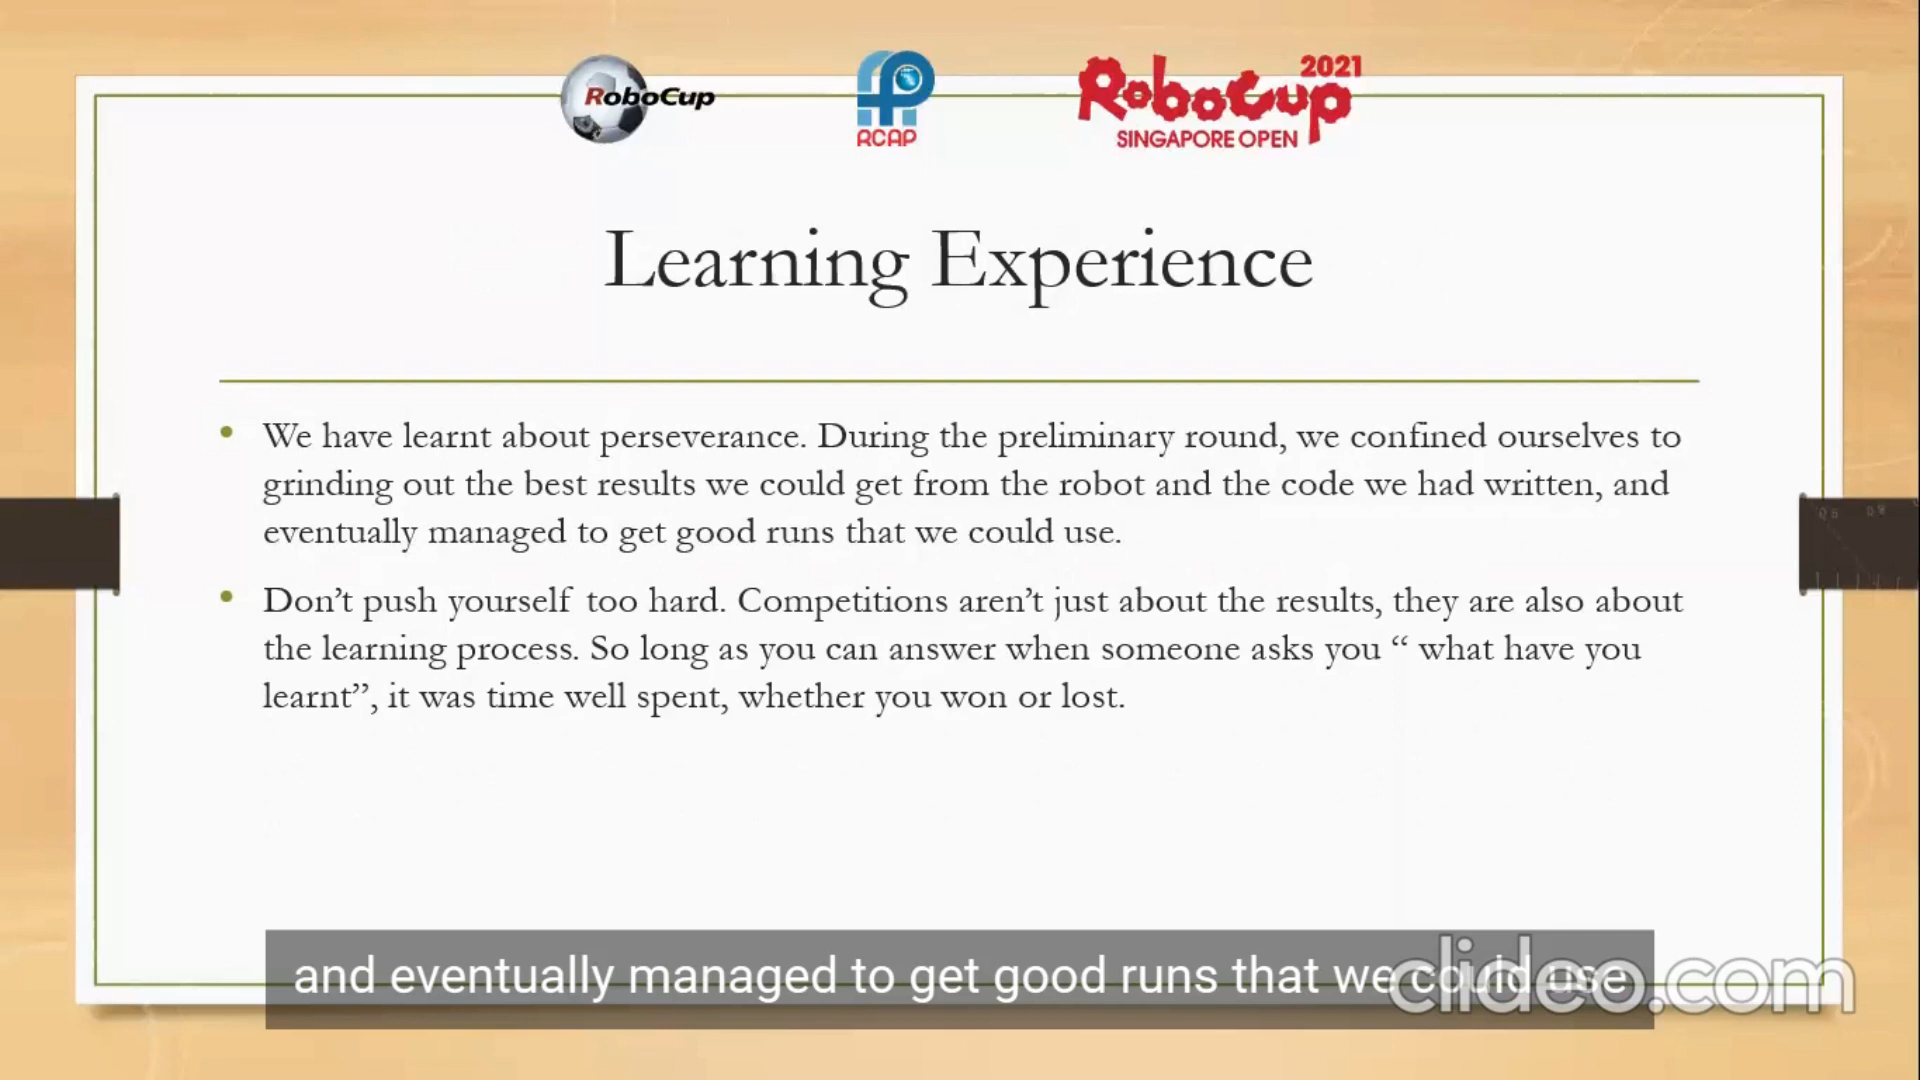 RoboCup
RCAP
2021
RoboCup
SINGAPORE OPEN
Learning Experience
• We have learnt about perseverance. During the preliminary round, we confined ourselves to
grinding out the best results we could get from the robot and the code we had written, and
eventually managed to get good runs that we could use.
• Don’t push yourself too hard. Competitions aren’t just about the results, they are also about
the learning process. So long as you can answer when someone asks you “ what have you
learnt”, it was time well spent, whether you won or lost.
and eventually managed to get good runs that we could use
clideo.com